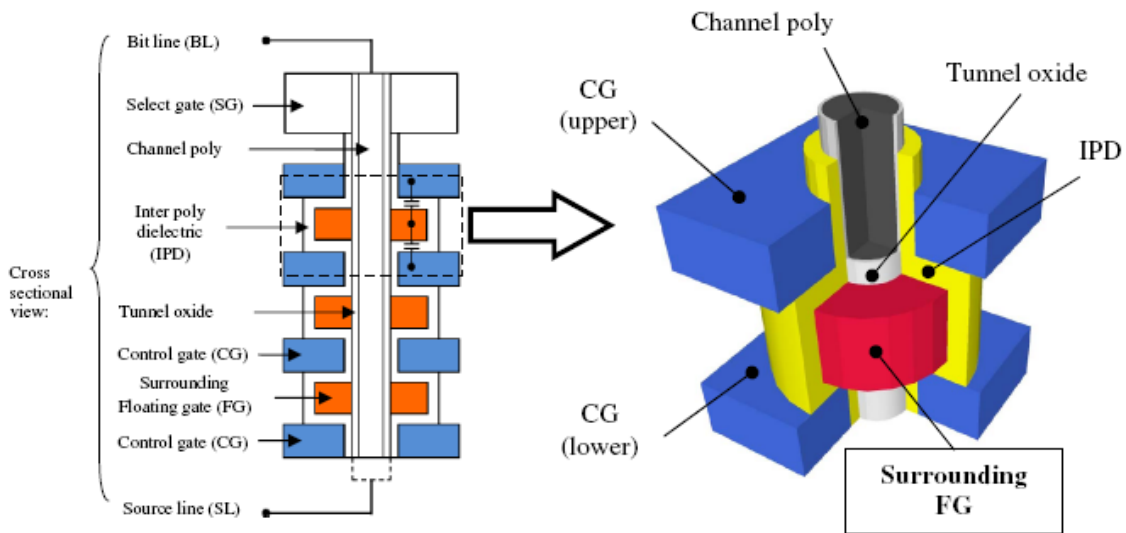 Bit line (BL)
Select gate (SG)
Channel poly
Inter poly
dielectric
(IPD)
Cross
sectional
view:
Tunnel oxide
Control gate (CG)
Surrounding
Floating gate (FG)
Control gate (CG)
Source line (SL)
Channel poly
Tunnel oxide
CG
(upper)
IPD
CG
(lower)
Surrounding
FG